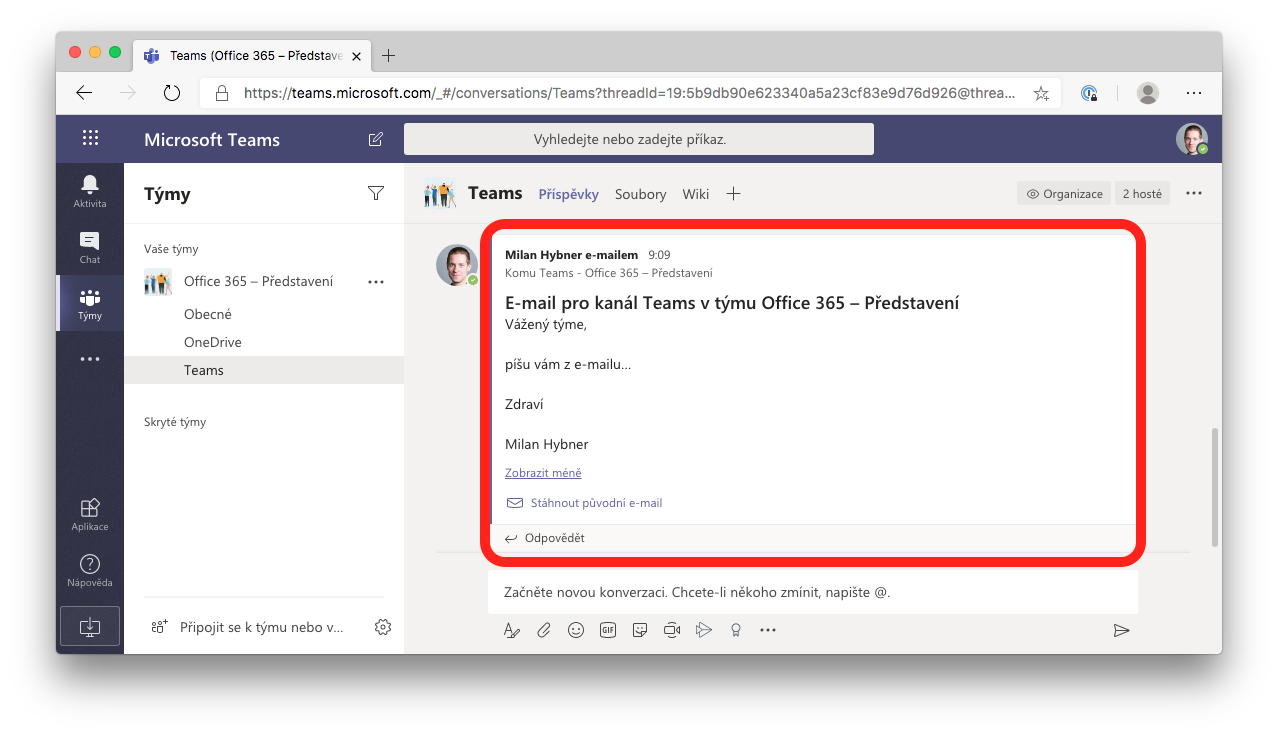 Teams (Office 365 – Představe
https://teams.microsoft.com/_#/conversations/Teams?threadId=19:5b9db90e623340a5a23cf83e9d76d926@threa...
Microsoft Teams
Vyhledejte nebo zadejte příkaz.
Aktivita
Chat
Týmy
Aplikace
Nápověda
Týmy
Vaše týmy
Office 365 – Představení
Obecné
OneDrive
Teams
Skryté týmy
Připojit se k týmu nebo v...
Teams
Příspěvky
Soubory
Wiki
Organizace
2 hosté
Milan Hybner e-mailem 9:09
Komu Teams - Office 365 – Představení
E-mail pro kanál Teams v týmu Office 365 – Představení
Vážený týme,
píšu vám z e-mailu...
Zdraví
Milan Hybner
Zobrazit méně
Stáhnout původní e-mail
Odpovědět
Začněte novou konverzaci. Chcete-li někoho zmínit, napište @.
GIF